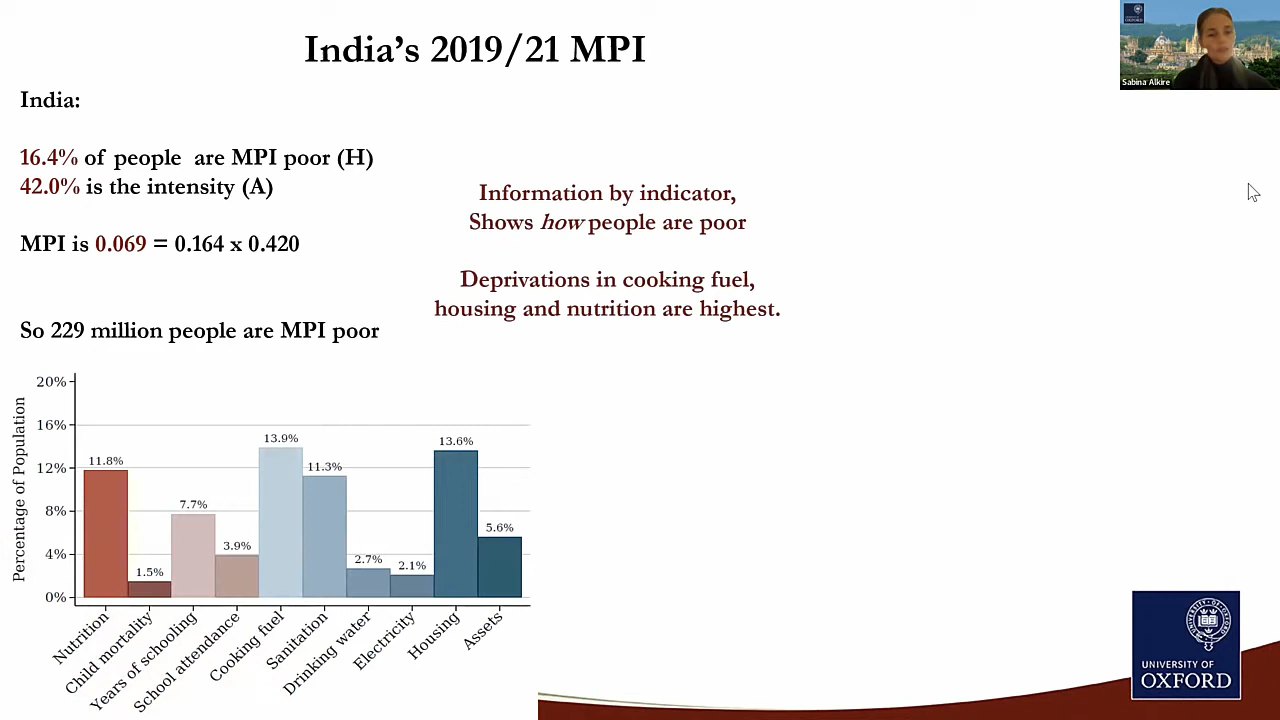 India's 2019/21 MPI
UNIVERSITY OF
OXFORD
Sabina Alkire
India:
16.4% of people are MPI poor (H)
42.0% is the intensity (A)
MPI is 0.069 = 0.164 x 0.420
So 229 million people are MPI poor
Information by indicator,
Shows how people are poor
Deprivations in cooking fuel,
housing and nutrition are highest.
Percentage of Population
20%
16%
12%
8%
4%
0%
11.8%
1.5%
7.7%
3.9%
13.9%
11.3%
2.7%
2.1%
13.6%
5.6%
Nutrition
Child mortality
Years of schooling
School attendance
Cooking fuel
Sanitation
Drinking water
Electricity
Housing
Assets
UNIVERSITY OF
OXFORD